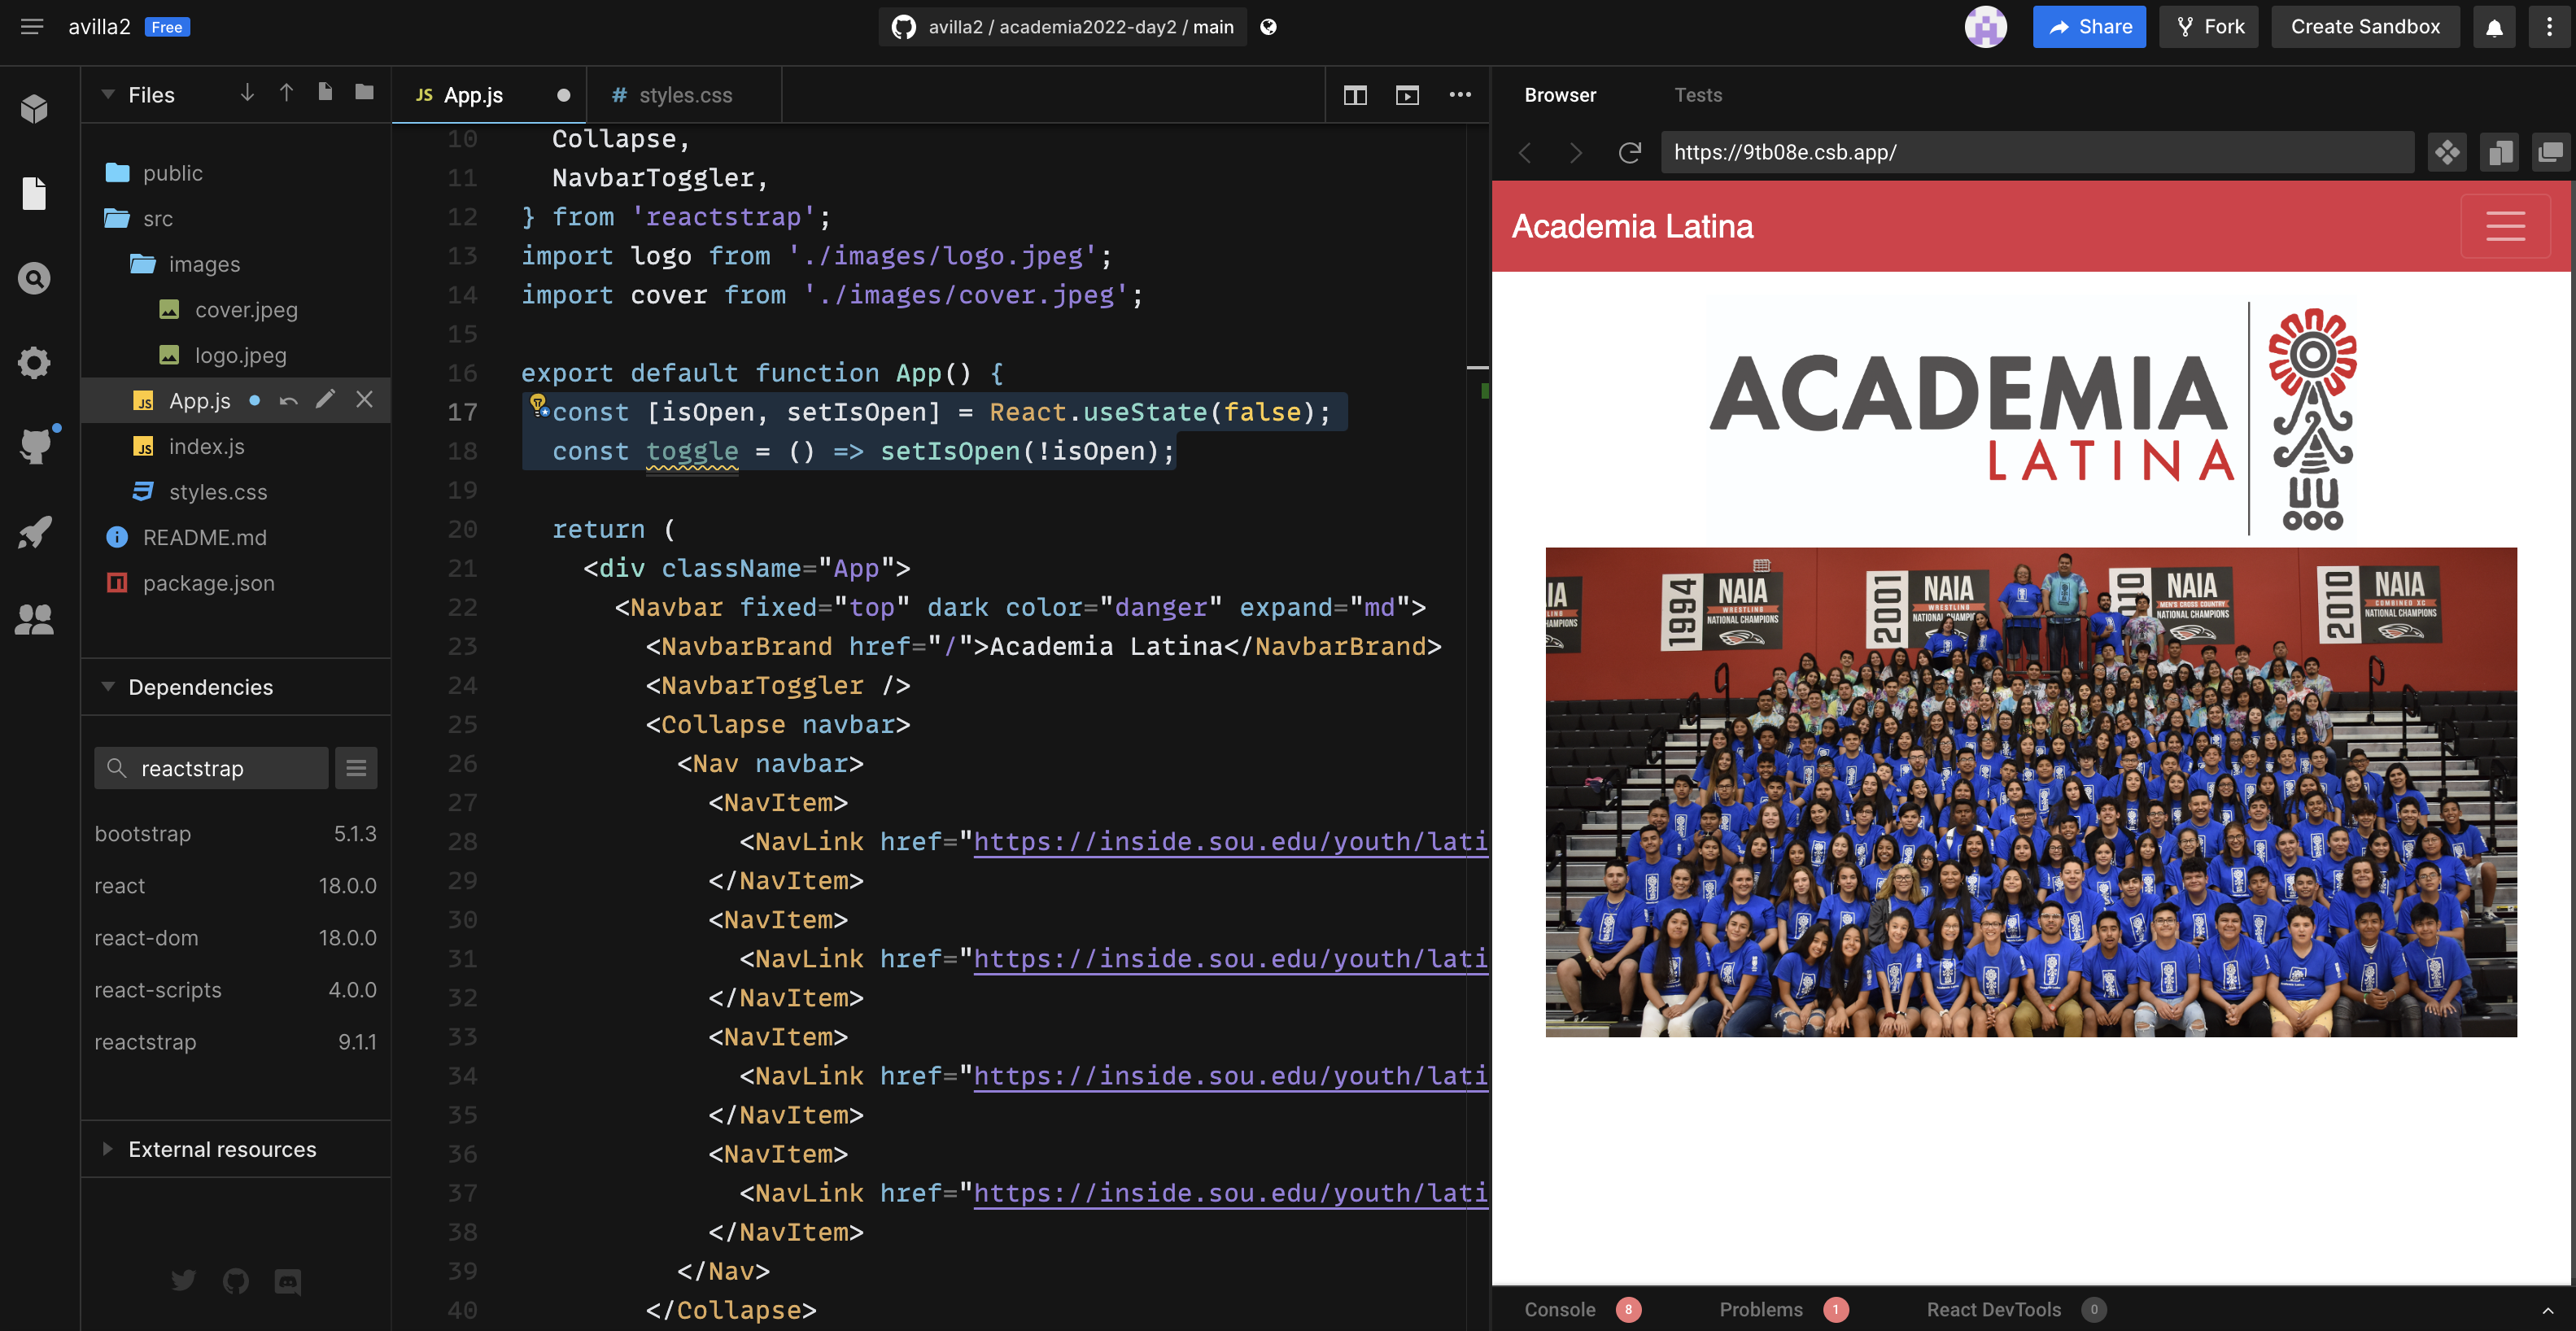 avilla2 Free
avilla2 / academia2022-day2 / main
Share
Fork
Create Sandbox
Files
public
src
images
cover.jpeg
logo.jpeg
JS App.js
JS index.js
styles.css
README.md
package.json
Dependencies
reactstrap
bootstrap 5.1.3
react 18.0.0
react-dom 18.0.0
react-scripts 4.0.0
reactstrap 9.1.1
External resources
JS App.js
# styles.css
10 Collapse,
11 NavbarToggler,
12 } from 'reactstrap';
13 import logo from './images/logo.jpeg';
14 import cover from './images/cover.jpeg';
15
16 export default function App() {
17 const [isOpen, setIsOpen] = React.useState(false);
18 const toggle = () => setIsOpen(!isOpen);
19
20 return (
21 <div className="App">
22 <Navbar fixed="top" dark color="danger" expand="md">
23 <NavbarBrand href="/">Academia Latina</NavbarBrand>
24 <NavbarToggler />
25 <Collapse navbar>
26 <Nav navbar>
27 <NavItem>
28 <NavLink href="https://inside.sou.edu/youth/lati
29 </NavItem>
30 <NavItem>
31 <NavLink href="https://inside.sou.edu/youth/lati
32 </NavItem>
33 <NavItem>
34 <NavLink href="https://inside.sou.edu/youth/lati
35 </NavItem>
36 <NavItem>
37 <NavLink href="https://inside.sou.edu/youth/lati
38 </NavItem>
39 </Nav>
40 </Collapse>
Browser
Tests
https://9tb08e.csb.app/
Academia Latina
ACADEMIA
LATINA
IA
HAMPIONS
1994 NAIA
WRESTLING
NATIONAL CHAMPIONS
2001 NAIA
WRESTLING
NATIONAL
NAIA
MEN'S CROSS COUNTRY
NATIONAL CHAMPIONS
2010 NAIA
COMBINED XC
NATIONAL CHAMPIONS
Console 8
Problems 1
React DevTools 0